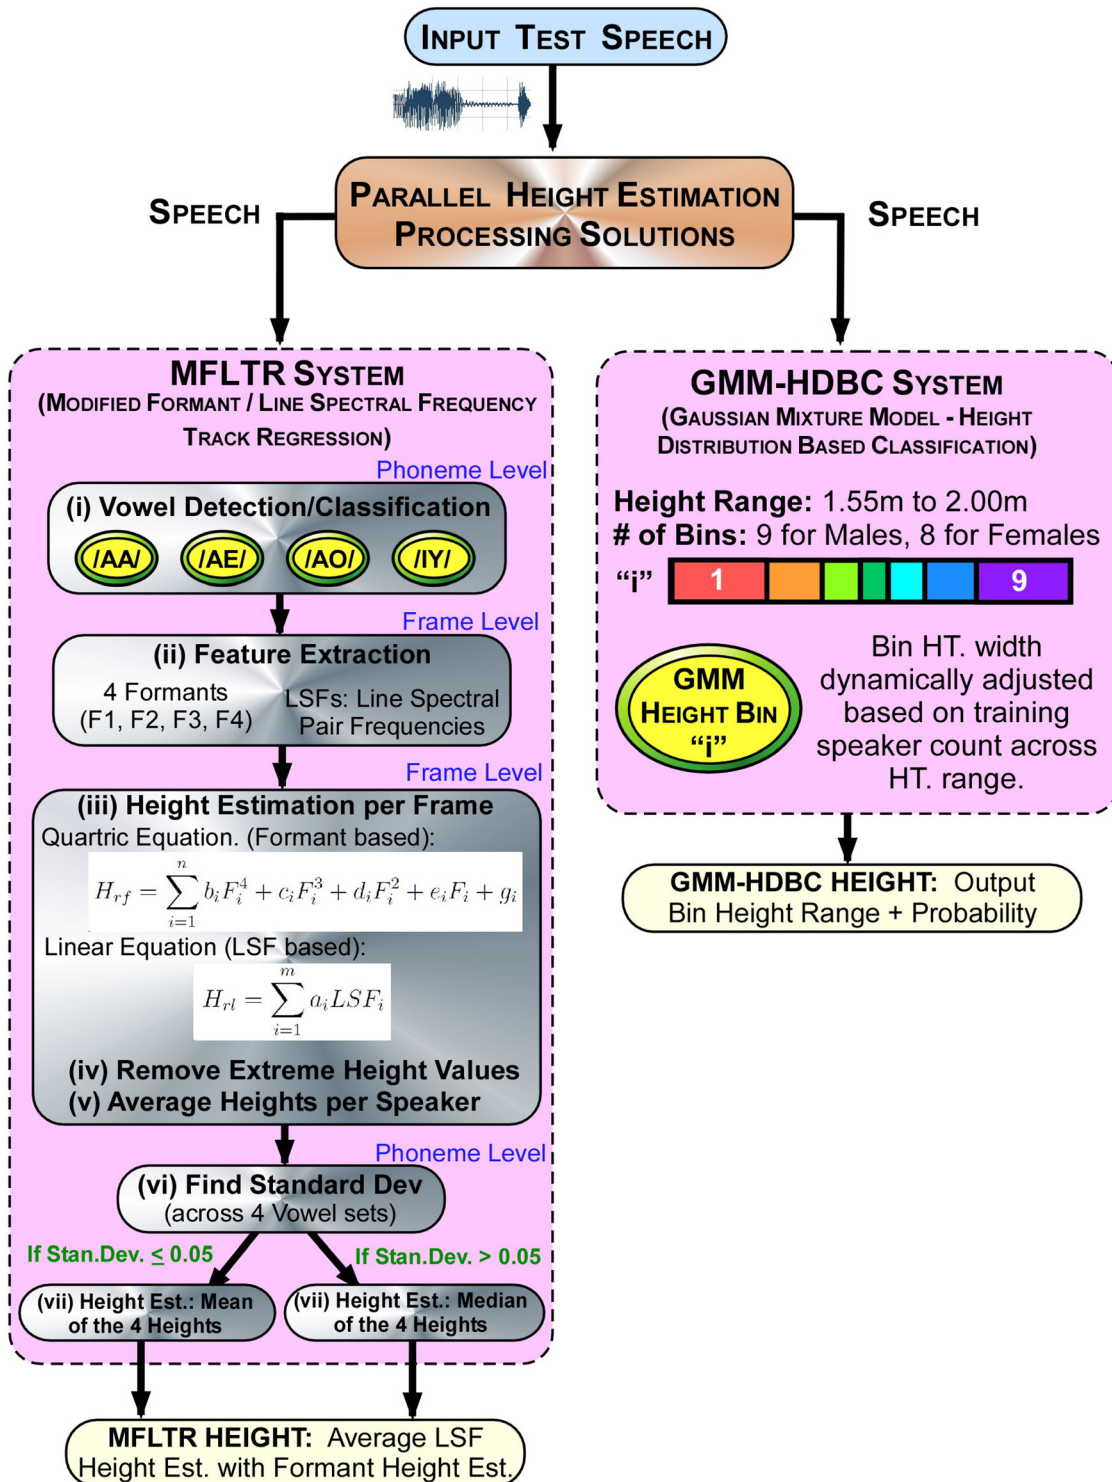 INPUT TEST SPEECH
PARALLEL HEIGHT ESTIMATION
PROCESSING SOLUTIONS
SPEECH
SPEECH
MFLTR SYSTEM
(MODIFIED FORMANT / LINE SPECTRAL FREQUENCY
TRACK REGRESSION)
Phoneme Level
(i) Vowel Detection/Classification
/AA/ /AE/ /AO/ /IY/
Frame Level
(ii) Feature Extraction
4 Formants
(F1, F2, F3, F4)
LSFs: Line Spectral
Pair Frequencies
Frame Level
(iii) Height Estimation per Frame
Quartric Equation. (Formant based):
H_{rf} = \sum_{i=1}^{n} b_i F_i^4 + c_i F_i^3 + d_i F_i^2 + e_i F_i + g_i
Linear Equation (LSF based):
H_{rl} = \sum_{i=1}^{m} a_i LSF_i
(iv) Remove Extreme Height Values
(v) Average Heights per Speaker
Phoneme Level
(vi) Find Standard Dev
(across 4 Vowel sets)
If Stan.Dev. ≤ 0.05
If Stan.Dev. > 0.05
(vii) Height Est.: Mean
of the 4 Heights
(vii) Height Est.: Median
of the 4 Heights
MFLTR HEIGHT: Average LSF
Height Est. with Formant Height Est.
GMM-HDBC SYSTEM
(GAUSSIAN MIXTURE MODEL - HEIGHT
DISTRIBUTION BASED CLASSIFICATION)
Height Range: 1.55m to 2.00m
# of Bins: 9 for Males, 8 for Females
“i” 1 9
GMM
HEIGHT BIN
“i”
Bin HT. width
dynamically adjusted
based on training
speaker count across
HT. range.
GMM-HDBC HEIGHT: Output
Bin Height Range + Probability